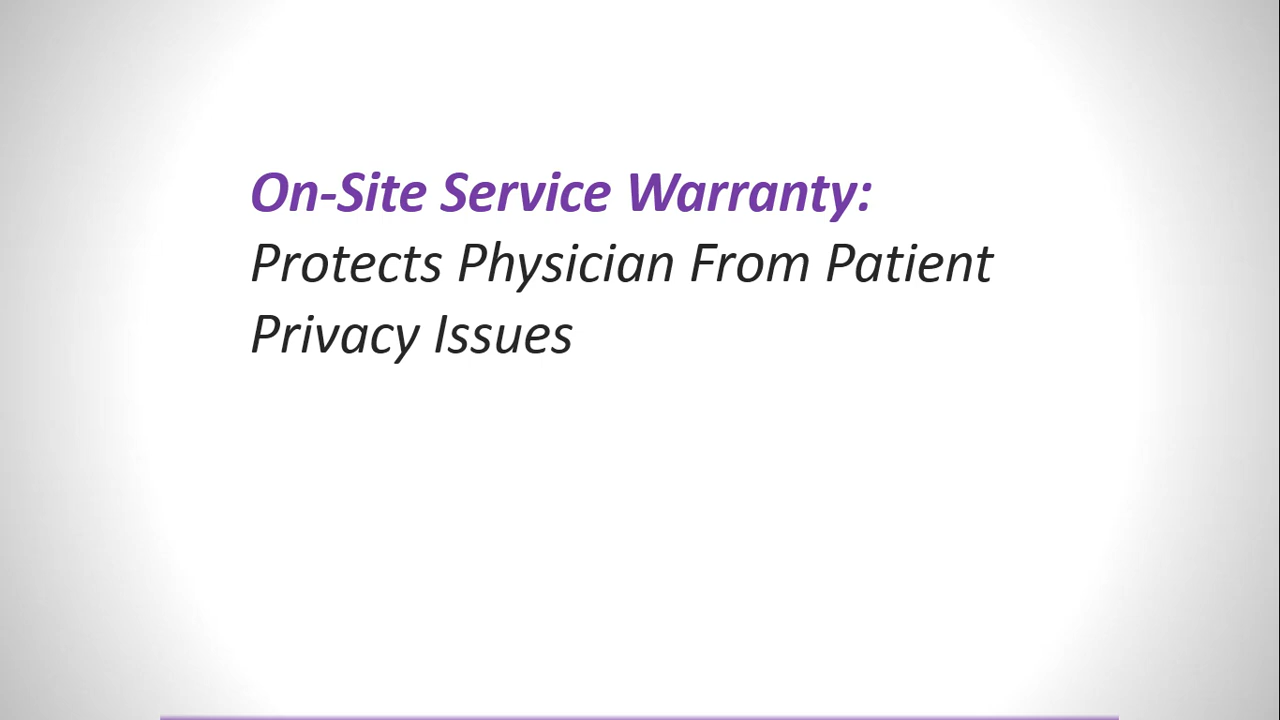 On-Site Service Warranty:
Protects Physician From Patient
Privacy Issues